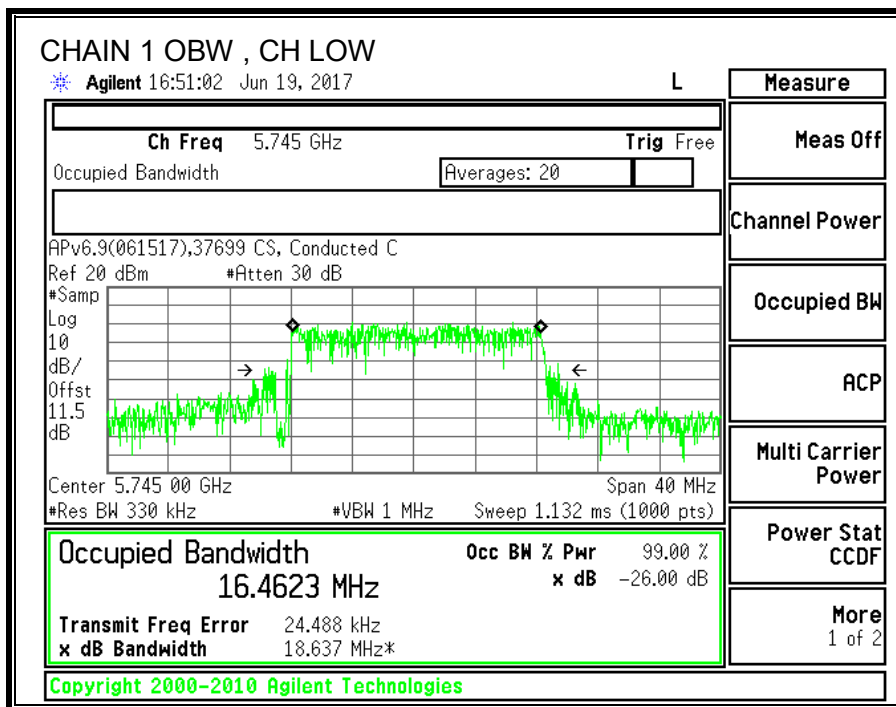 CHAIN 1 OBW , CH LOW
Agilent 16:51:02 Jun 19, 2017 L
Measure
Ch Freq 5.745 GHz Trig Free
Occupied Bandwidth Averages: 20
APv6.9(061517),37699 CS, Conducted C
Ref 20 dBm #Atten 30 dB
#Samp
Log
10
dB/
Offst
11.5
dB
Center 5.745 00 GHz Span 40 MHz
#Res BW 330 kHz #VBW 1 MHz Sweep 1.132 ms (1000 pts)
Occupied Bandwidth Occ BW % Pwr 99.00 %
16.4623 MHz x dB -26.00 dB
Transmit Freq Error 24.488 kHz
x dB Bandwidth 18.637 MHz*
Copyright 2000-2010 Agilent Technologies
Meas Off
Channel Power
Occupied BW
ACP
Multi Carrier
Power
Power Stat
CCDF
More
1 of 2